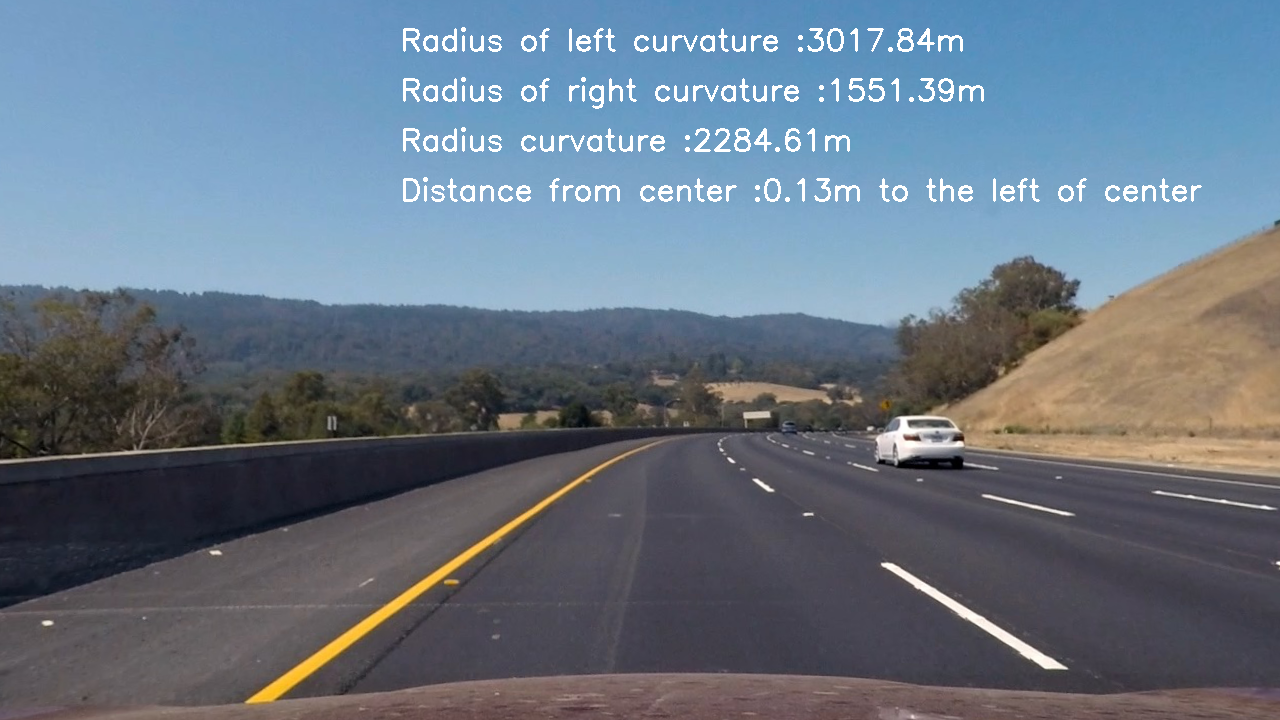 Radius of left curvature :3017.84m
Radius of right curvature :1551.39m
Radius curvature :2284.61m
Distance from center :0.13m to the left of center